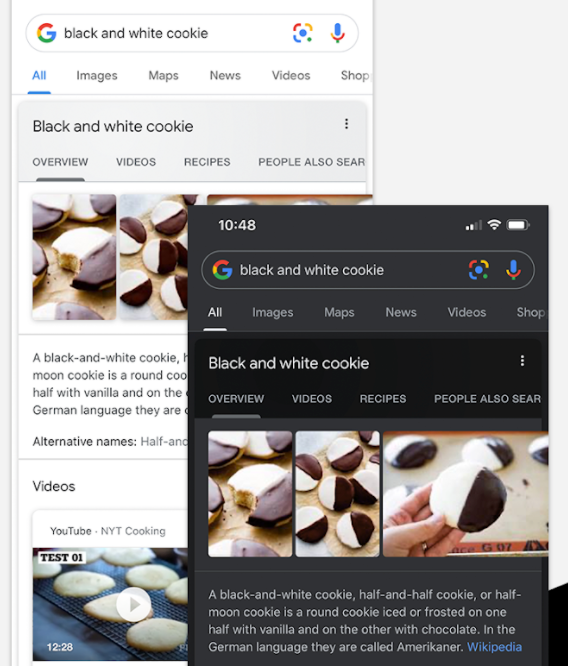 black and white cookie
All Images Maps News Videos Shop
Black and white cookie
OVERVIEW VIDEOS RECIPES PEOPLE ALSO SEAR
A black-and-white cookie, h
moon cookie is a round coo
half with vanilla and on the
German language they are
Alternative names: Half-and
Videos
YouTube · NYT Cooking
TEST 01
12:28
10:48
black and white cookie
All Images Maps News Videos Shop
Black and white cookie
OVERVIEW VIDEOS RECIPES PEOPLE ALSO SEAR
A black-and-white cookie, half-and-half cookie, or half-
moon cookie is a round cookie iced or frosted on one
half with vanilla and on the other with chocolate. In the
German language they are called Amerikaner. Wikipedia